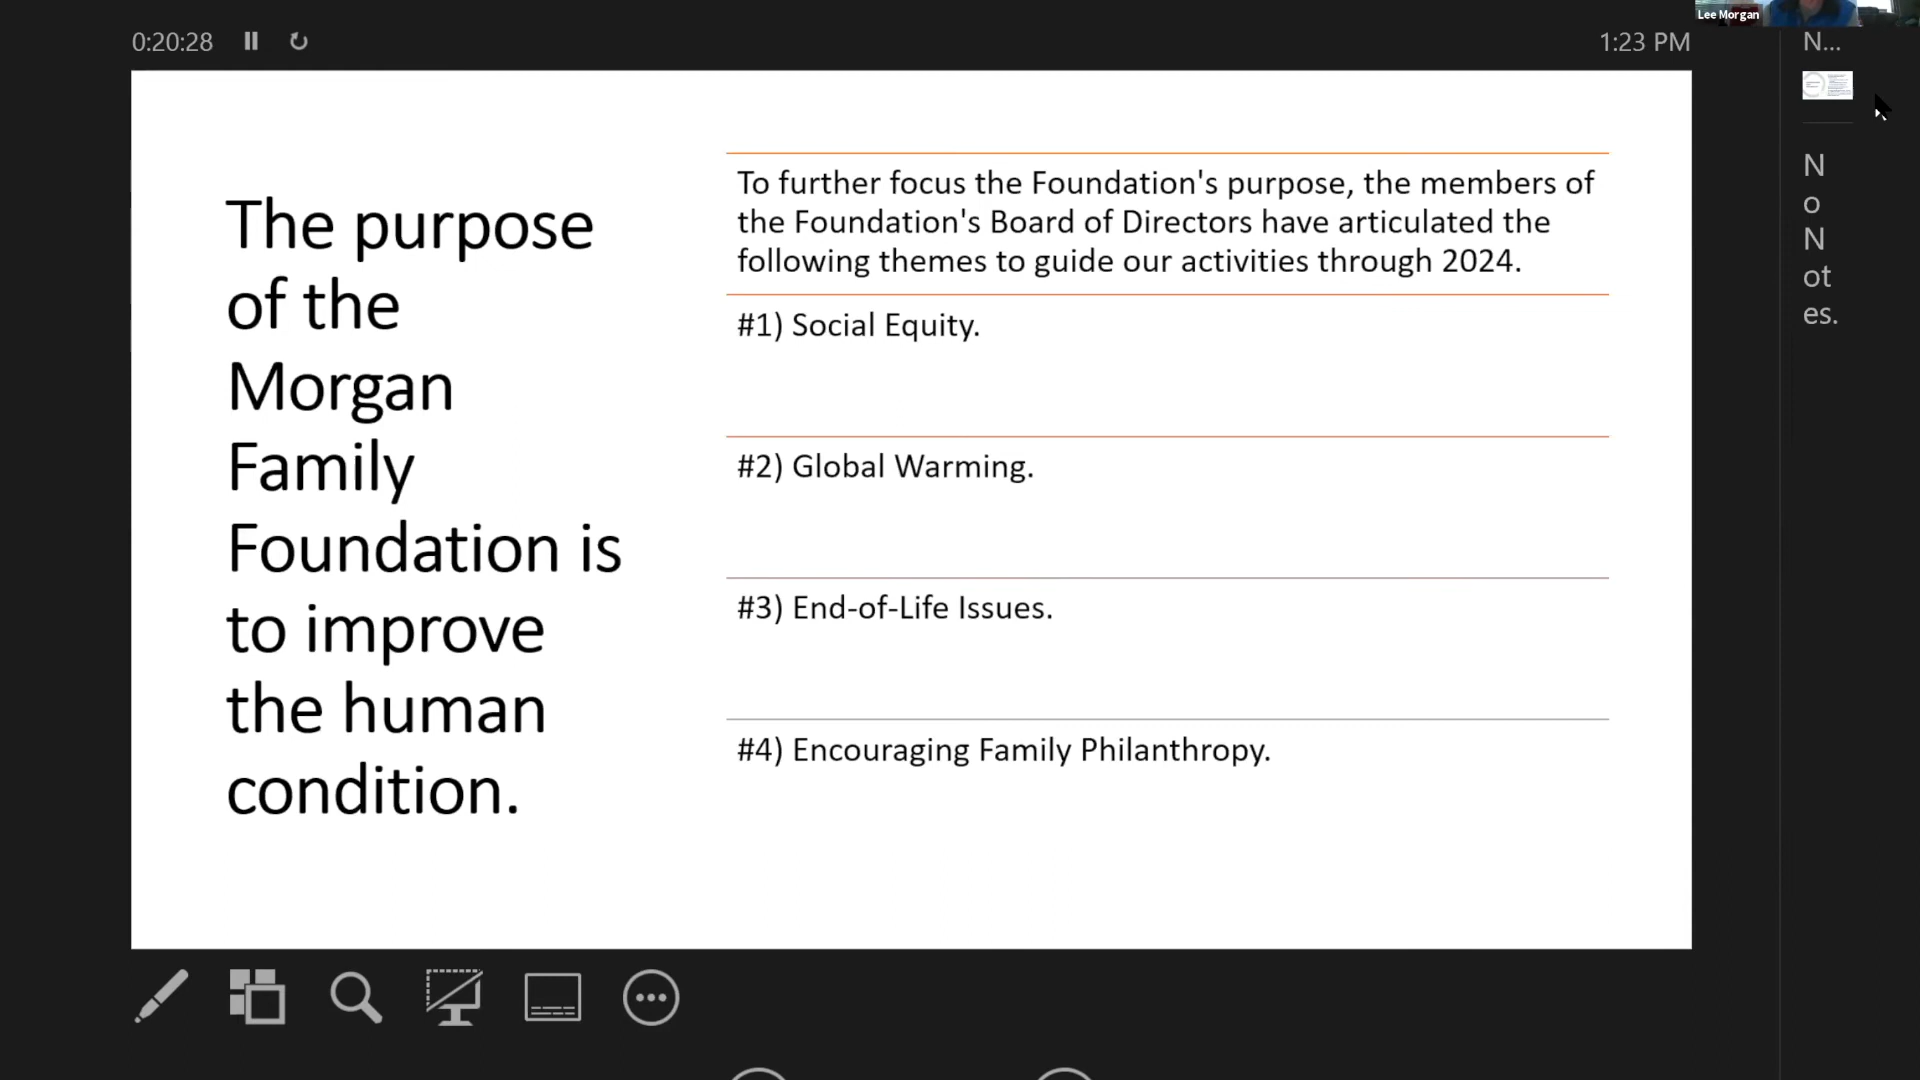 Lee Morgan
0:20:28
1:23 PM
N...
The purpose
of the
Morgan
Family
Foundation is
to improve
the human
condition.
To further focus the Foundation's purpose, the members of
the Foundation's Board of Directors have articulated the
following themes to guide our activities through 2024.
#1) Social Equity.
#2) Global Warming.
#3) End-of-Life Issues.
#4) Encouraging Family Philanthropy.
N
o
N
ot
es.